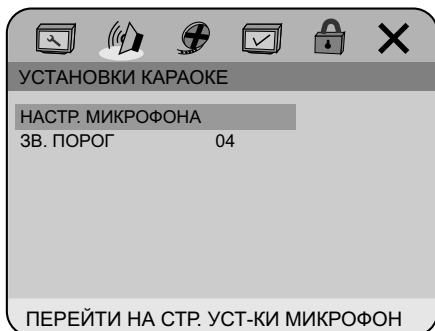 УСТАНОВКИ КАРАОКЕ
НАСТР. МИКРОФОНА
ЗВ. ПОРОГ 04
ПЕРЕЙТИ НА СТР. УСТ-КИ МИКРОФОН